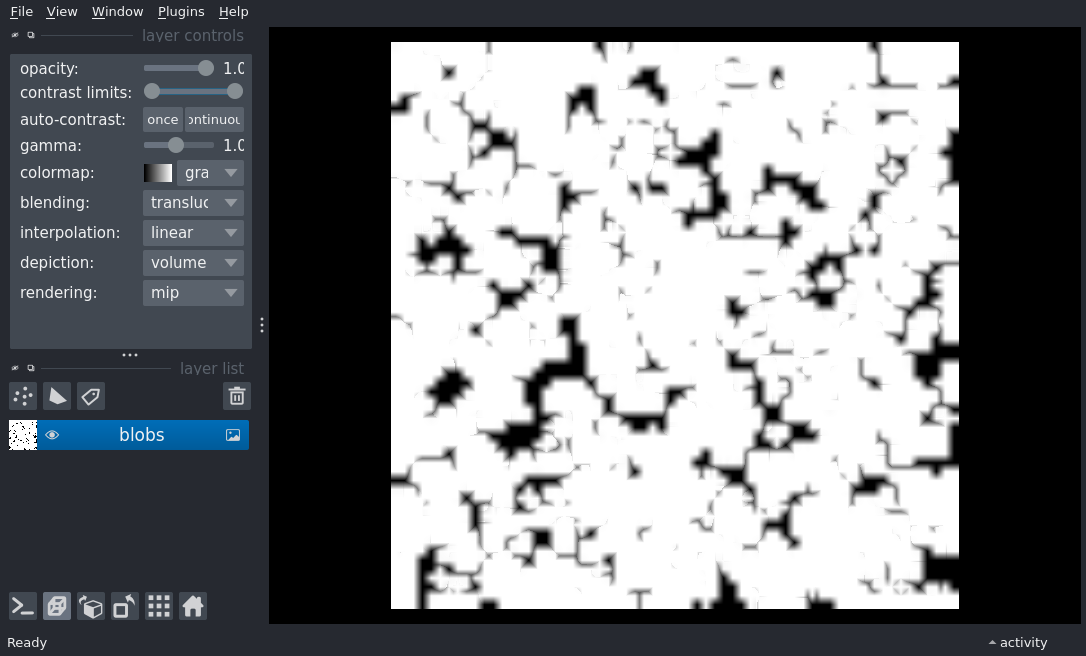 File View Window Plugins Help
layer controls
opacity: 1.0
contrast limits:
auto-contrast: once ontinuou
gamma: 1.0
colormap: gra
blending: transluc
interpolation: linear
depiction: volume
rendering: mip
layer list
blobs
Ready
activity